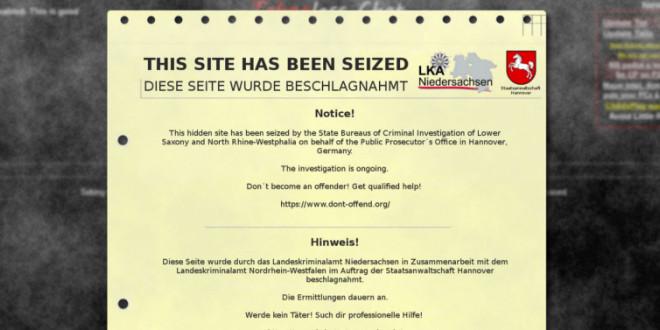 THIS SITE HAS BEEN SEIZED
DIESE SEITE WURDE BESCHLAGNAHMT
LKA
Niedersachsen
Staatsanwaltschaft
Hannover
Notice!
This hidden site has been seized by the State Bureaus of Criminal Investigation of Lower
Saxony and North Rhine-Westphalia on behalf of the Public Prosecutor´s Office in Hannover,
Germany.
The investigation is ongoing.
Don´t become an offender! Get qualified help!
https://www.dont-offend.org/
Hinweis!
Diese Seite wurde durch das Landeskriminalamt Niedersachsen in Zusammenarbeit mit dem
Landeskriminalamt Nordrhein-Westfalen im Auftrag der Staatsanwaltschaft Hannover
beschlagnahmt.
Die Ermittlungen dauern an.
Werde kein Täter! Such dir professionelle Hilfe!